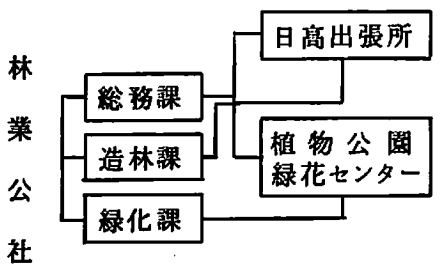 林業公社
総務課
造林課
緑化課
日高出張所
植物公園
緑花センター